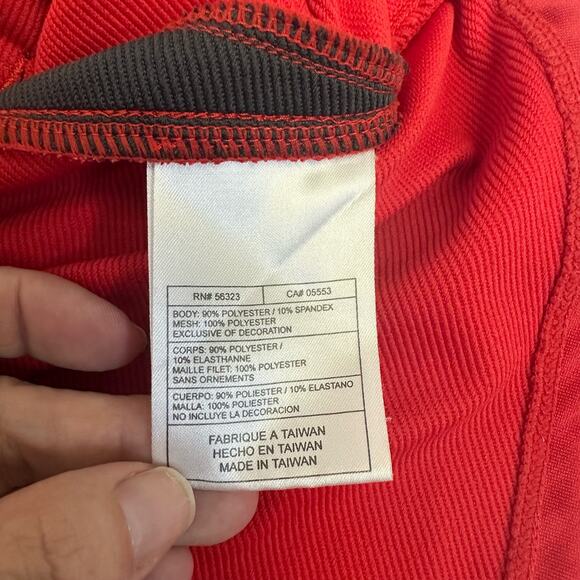 RN# 56323 CA# 05553
BODY: 90% POLYESTER / 10% SPANDEX
MESH: 100% POLYESTER
EXCLUSIVE OF DECORATION
CORPS: 90% POLYESTER /
10% ELASTHANNE
MAILLE FILET: 100% POLYESTER
SANS ORNEMENTS
CUERPO: 90% POLIESTER / 10% ELASTANO
MALLA: 100% POLIESTER
NO INCLUYE LA DECORACION
FABRIQUE A TAIWAN
HECHO EN TAIWAN
MADE IN TAIWAN